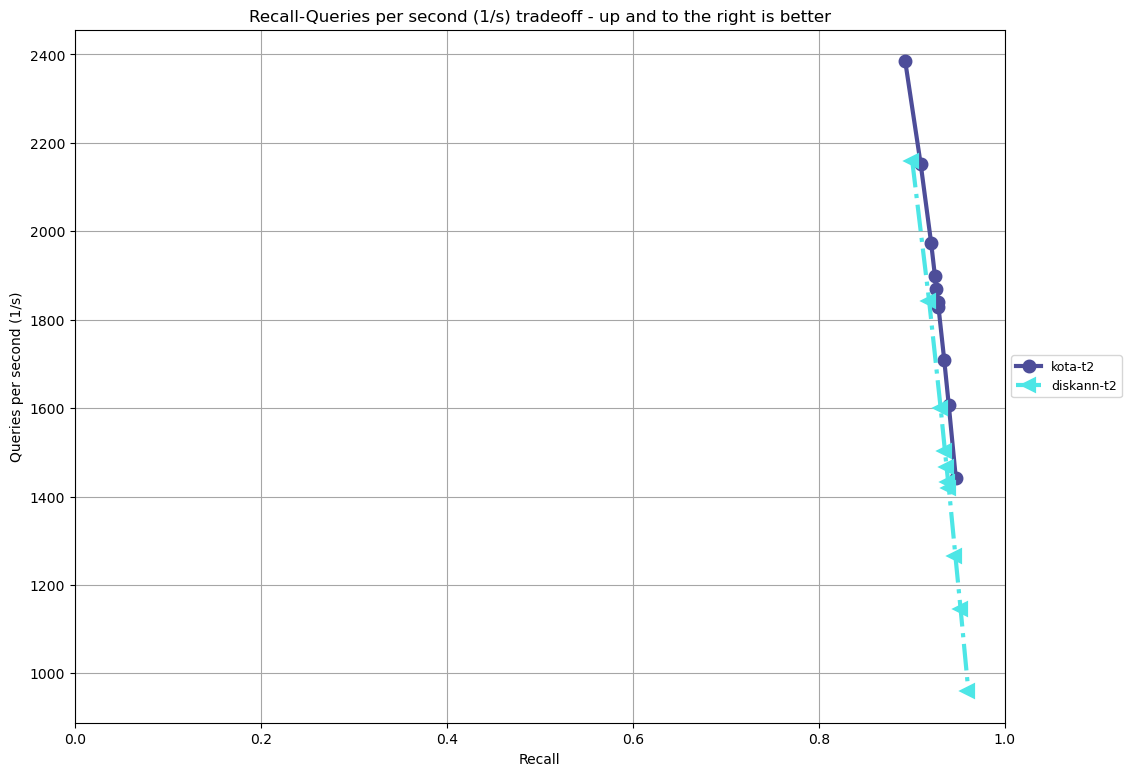 Recall-Queries per second (1/s) tradeoff - up and to the right is better
2400
2200
2000
1800
1600
1400
1200
1000
Queries per second (1/s)
0.0
0.2
0.4
0.6
0.8
1.0
Recall
kota-t2
diskann-t2